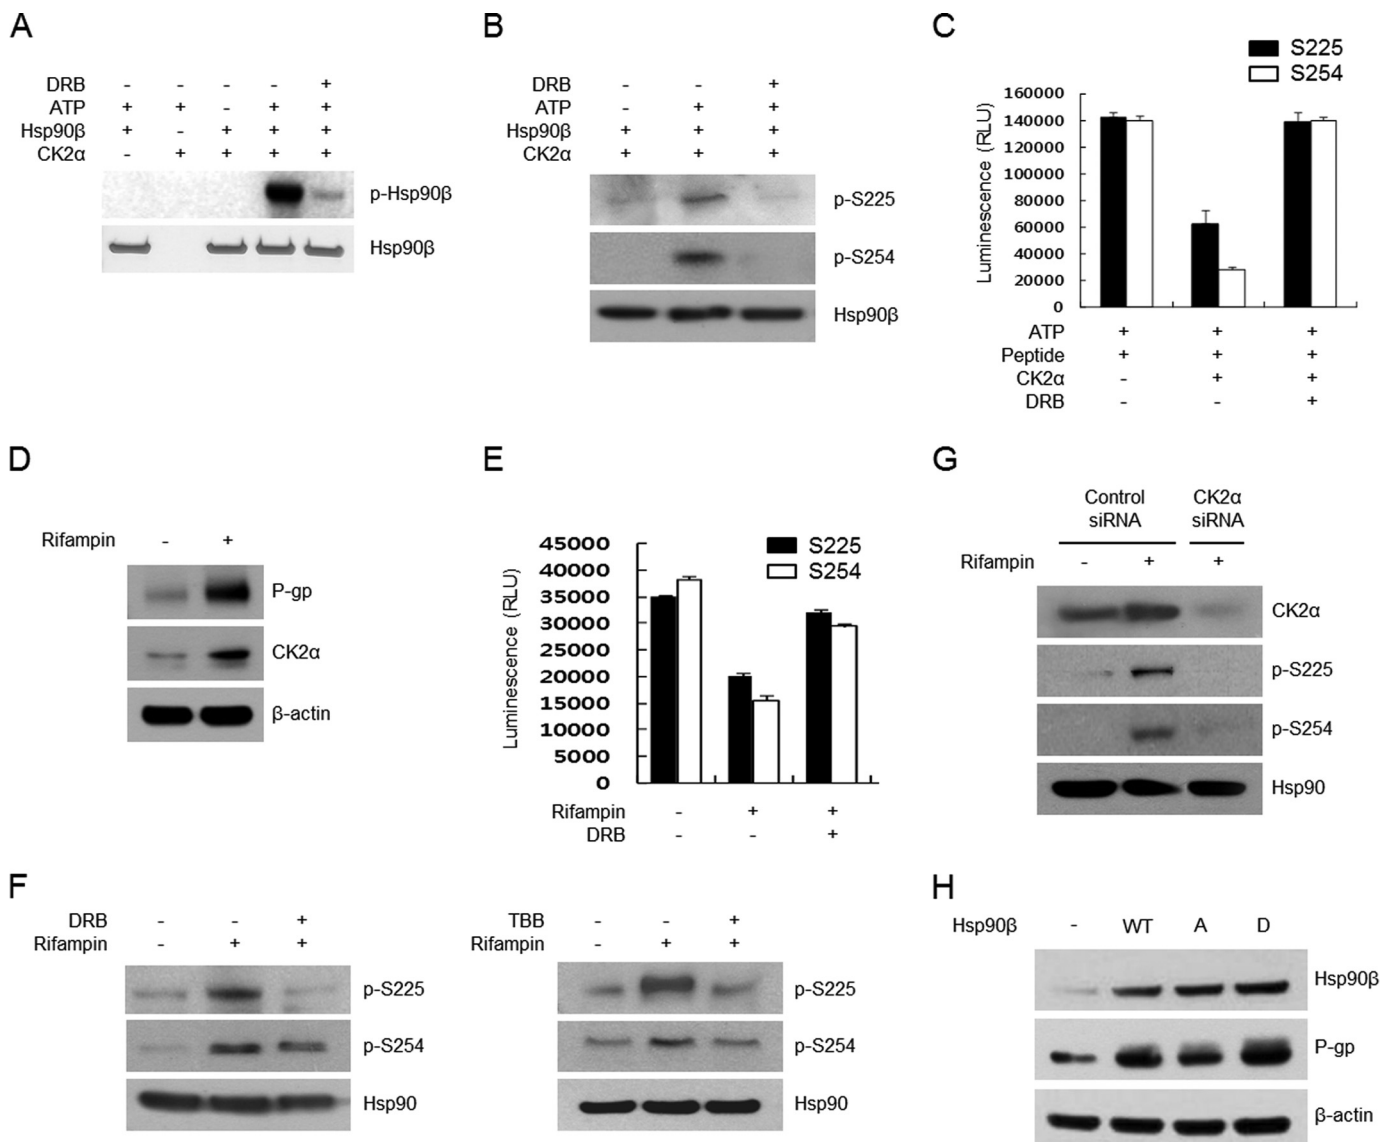 A
DRB - - - - +
ATP + + - + +
Hsp90β + - + + +
CK2α - + + + +
p-Hsp90β
Hsp90β
B
DRB - - +
ATP - + +
Hsp90β + + +
CK2α + + +
p-S225
p-S254
Hsp90β
C
S225
S254
Luminescence (RLU)
160000
140000
120000
100000
80000
60000
40000
20000
0
ATP + + +
Peptide + + +
CK2α - + +
DRB - - +
D
Rifampin - +
P-gp
CK2α
β-actin
E
S225
S254
Luminescence (RLU)
45000
40000
35000
30000
25000
20000
15000
10000
5000
0
Rifampin - + +
DRB - - +
G
Control siRNA
CK2α siRNA
Rifampin - + +
CK2α
p-S225
p-S254
Hsp90
F
DRB - - +
Rifampin - + +
p-S225
p-S254
Hsp90
TBB - - +
Rifampin - + +
p-S225
p-S254
Hsp90
H
Hsp90β - WT A D
Hsp90β
P-gp
β-actin